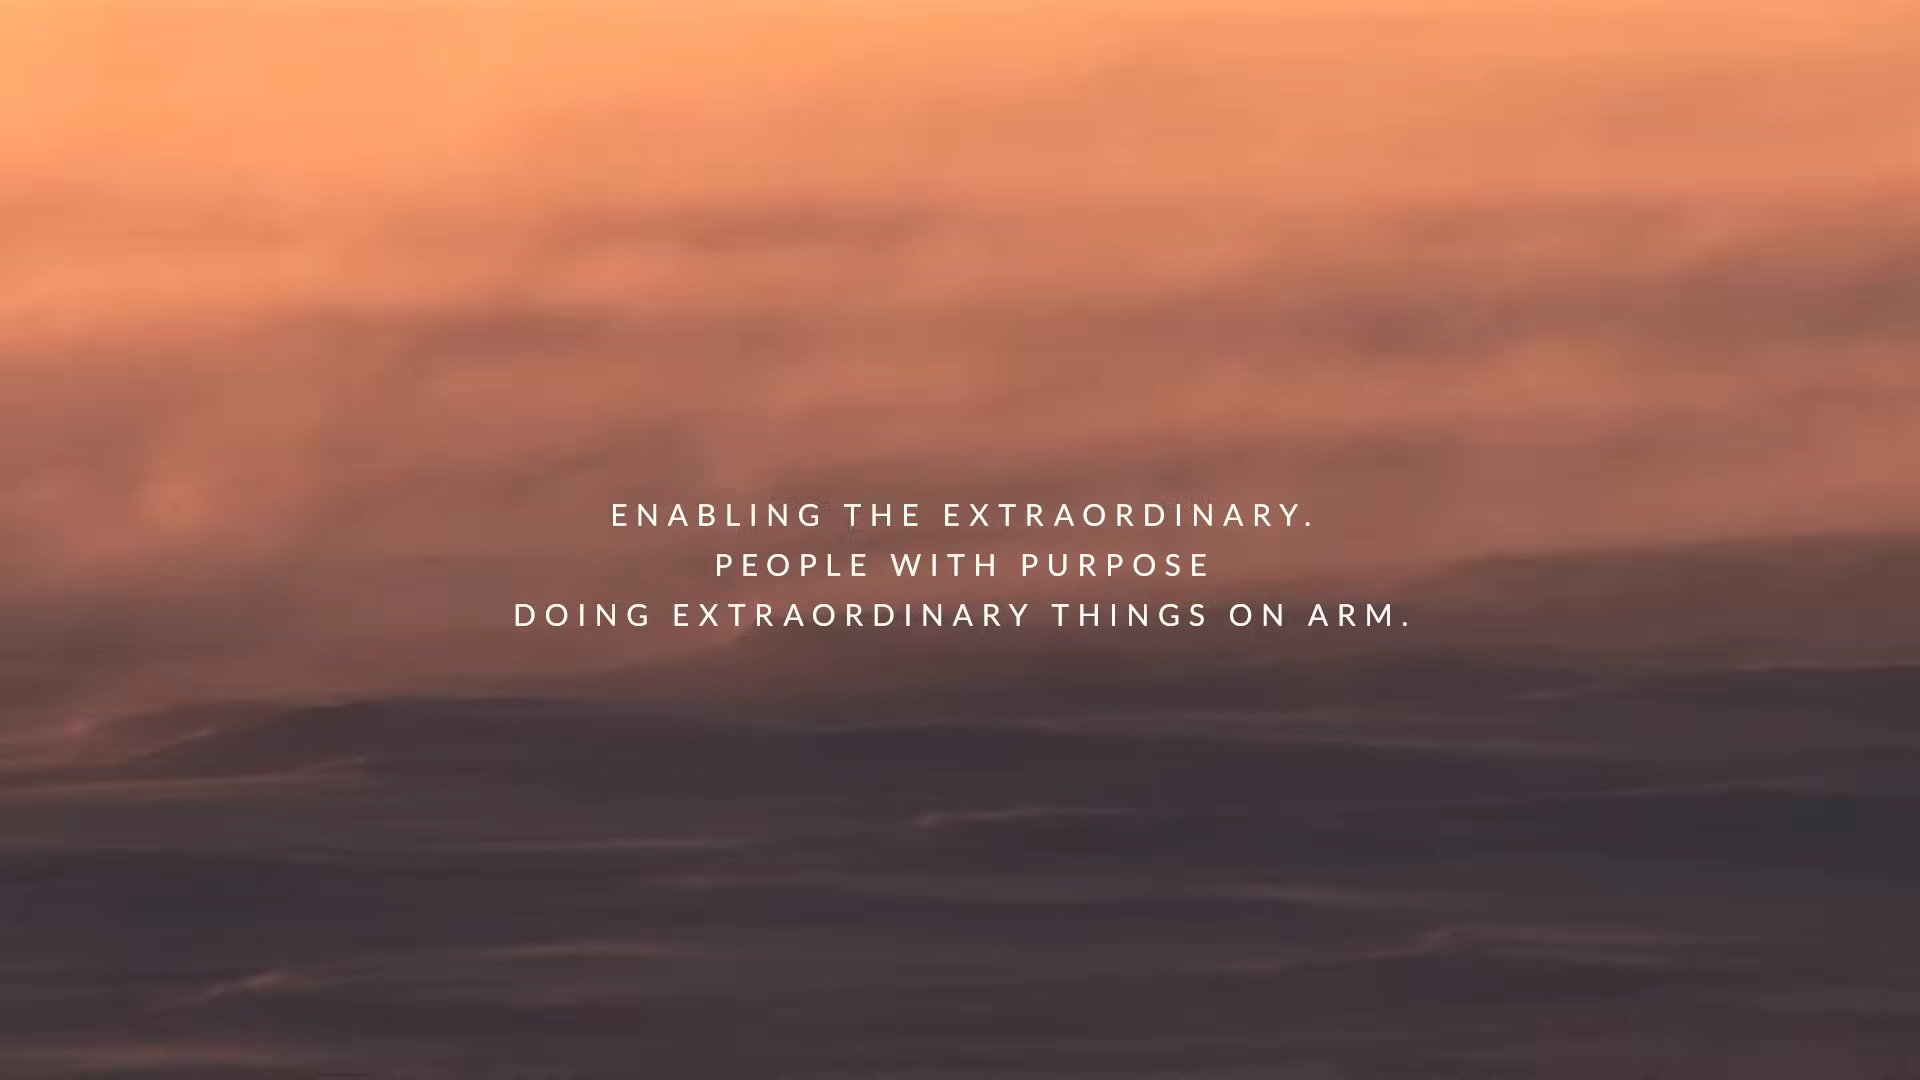 ENABLING THE EXTRAORDINARY.
PEOPLE WITH PURPOSE
DOING EXTRAORDINARY THINGS ON ARM.